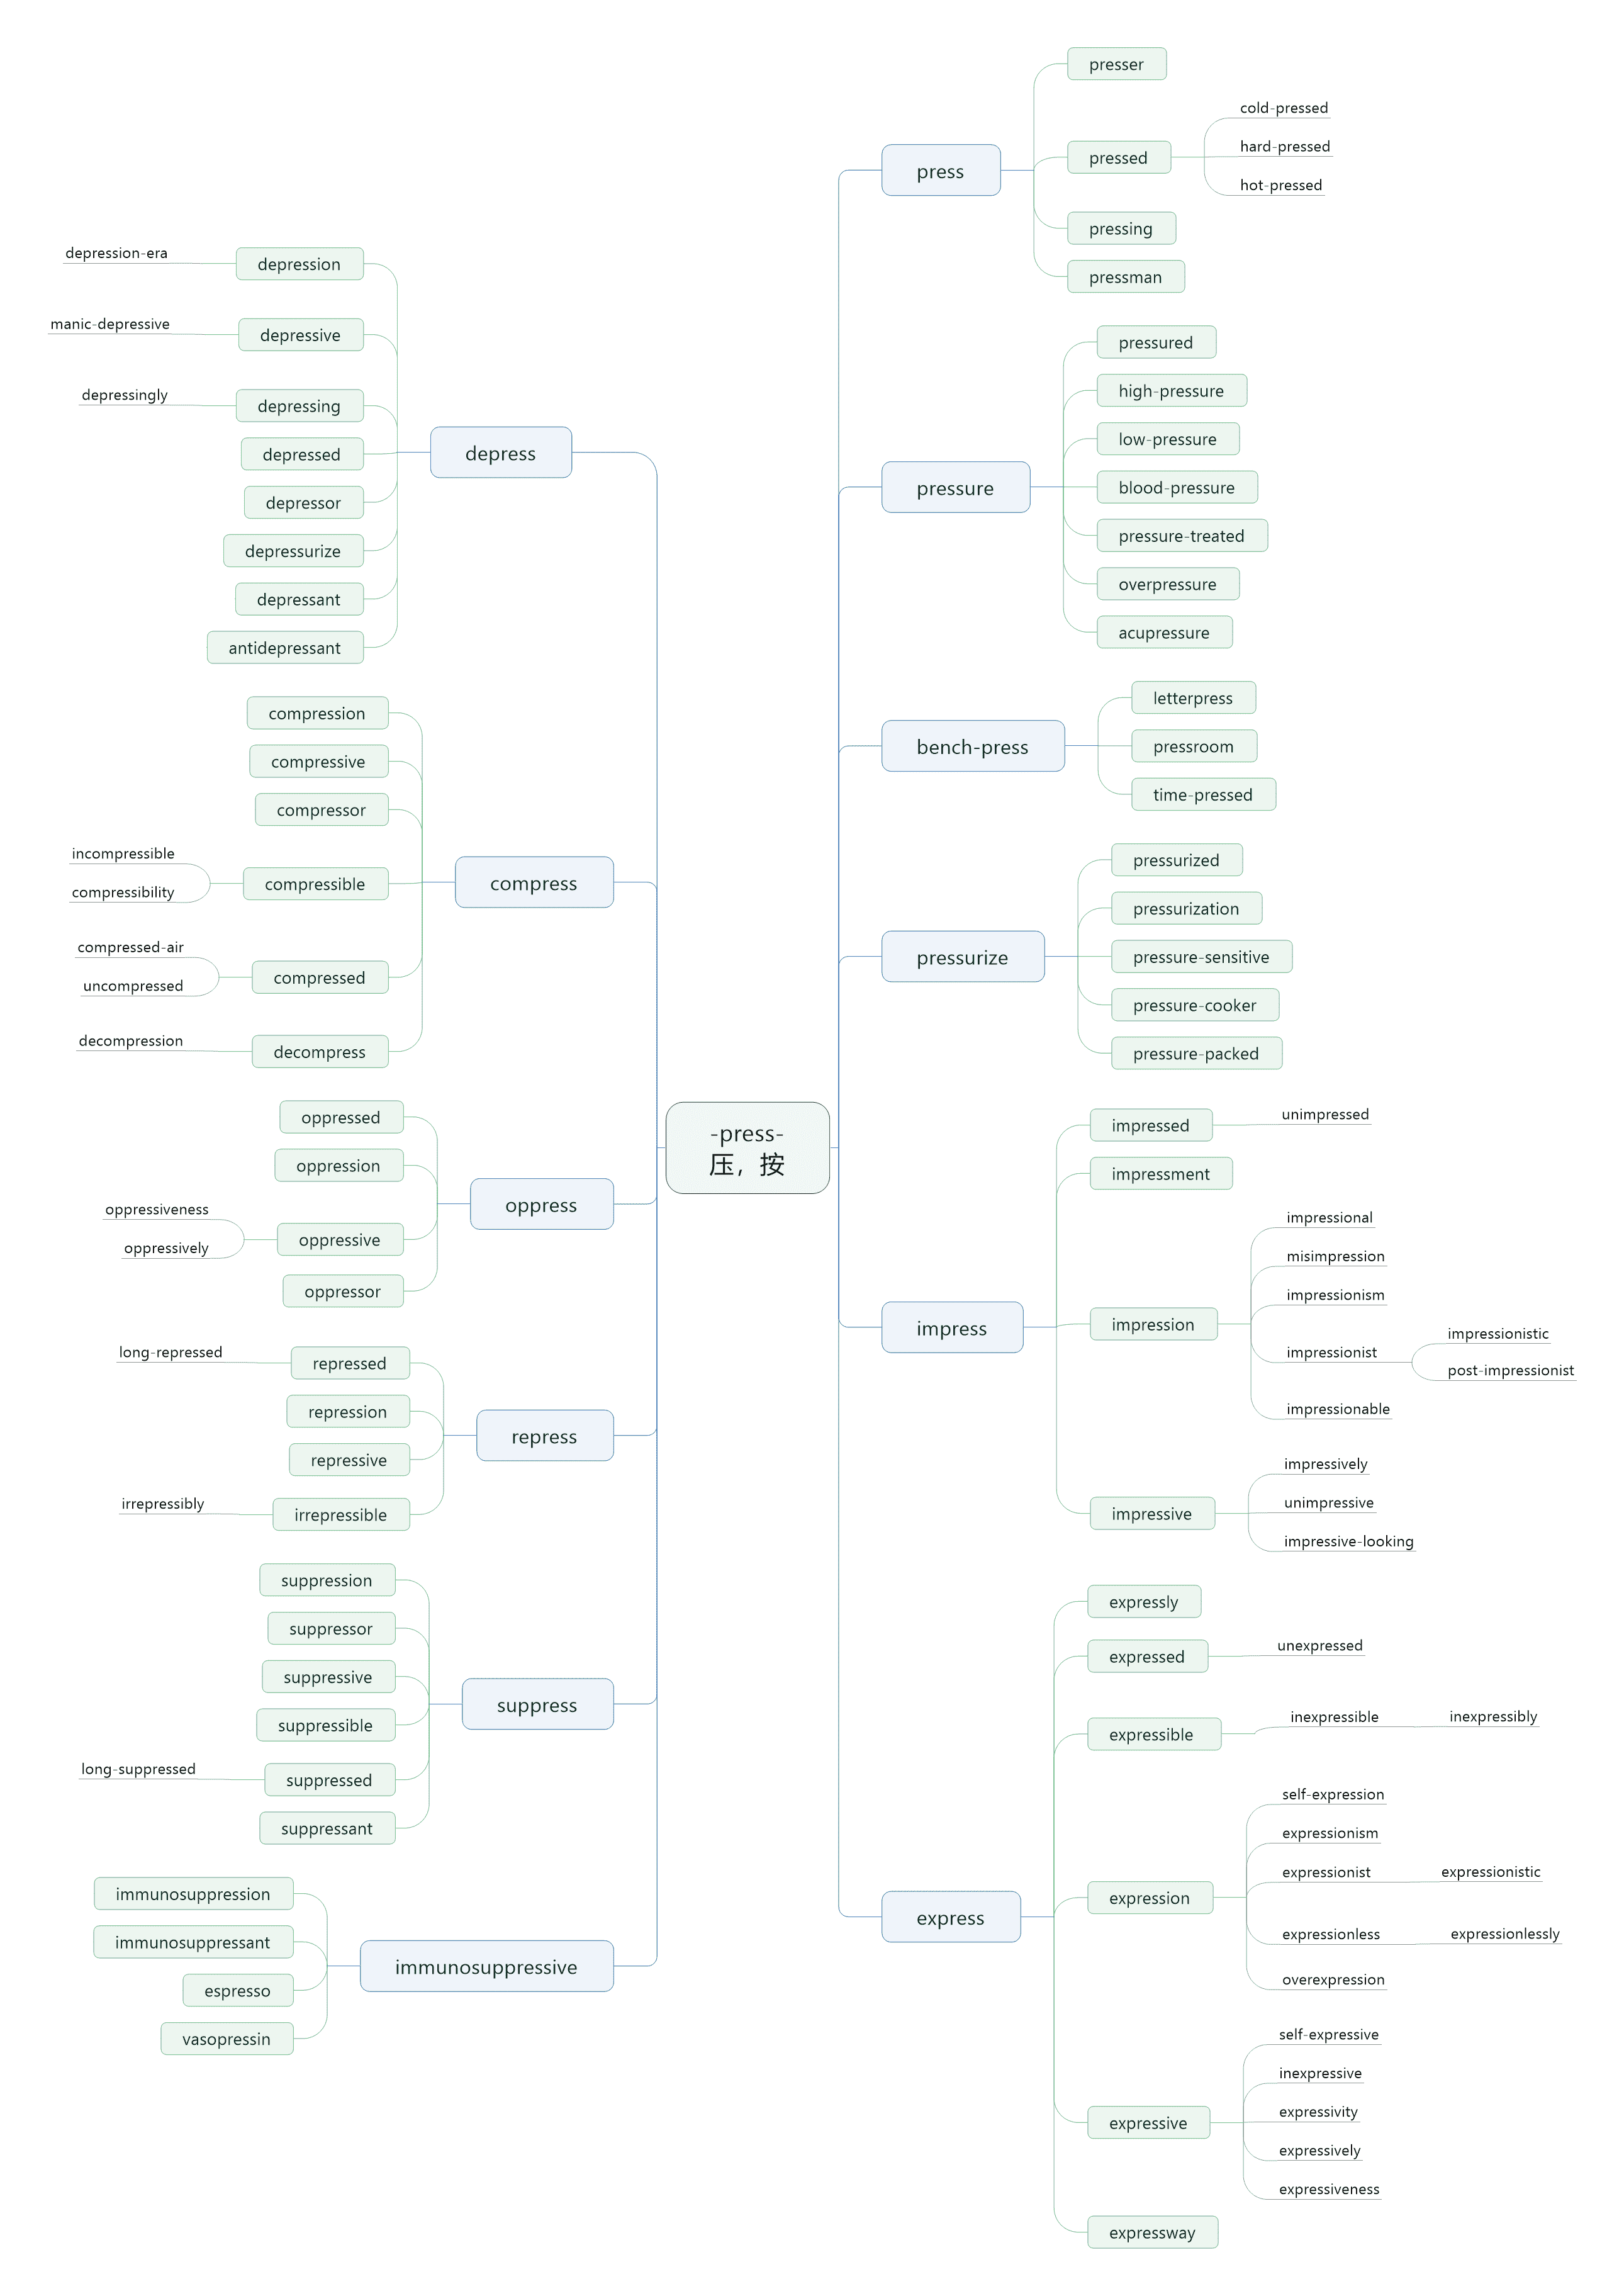 -press-
压，按
press
presser
pressed
cold-pressed
hard-pressed
hot-pressed
pressing
pressman
pressure
pressured
high-pressure
low-pressure
blood-pressure
pressure-treated
overpressure
acupressure
bench-press
letterpress
pressroom
time-pressed
pressurize
pressurized
pressurization
pressure-sensitive
pressure-cooker
pressure-packed
impress
impressed
unimpressed
impressment
impression
impressional
misimpression
impressionism
impressionist
impressionistic
post-impressionist
impressionable
impressive
impressively
unimpressive
impressive-looking
express
expressly
expressed
unexpressed
expressible
inexpressible
inexpressibly
expression
self-expression
expressionism
expressionist
expressionistic
expressionless
expressionlessly
overexpression
expressive
self-expressive
inexpressive
expressivity
expressively
expressiveness
expressway
depress
depression
depression-era
depressive
manic-depressive
depressing
depressingly
depressed
depressor
depressurize
depressant
antidepressant
compress
compression
compressive
compressor
compressible
incompressible
compressibility
compressed
compressed-air
uncompressed
decompress
decompression
oppress
oppressed
oppression
oppressive
oppressiveness
oppressively
oppressor
repress
repressed
long-repressed
repression
repressive
irrepressible
irrepressibly
suppress
suppression
suppressor
suppressive
suppressible
suppressed
long-suppressed
suppressant
immunosuppressive
immunosuppression
immunosuppressant
espresso
vasopressin